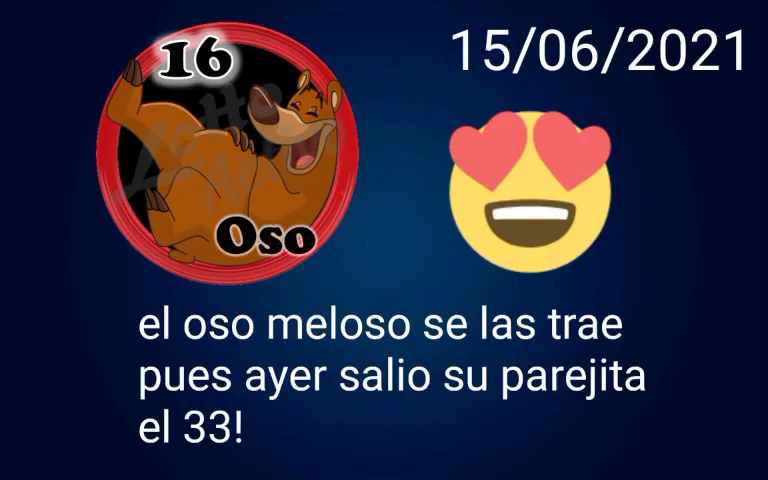 16
15/06/2021
Oso
el oso meloso se las trae
pues ayer salio su parejita
el 33!